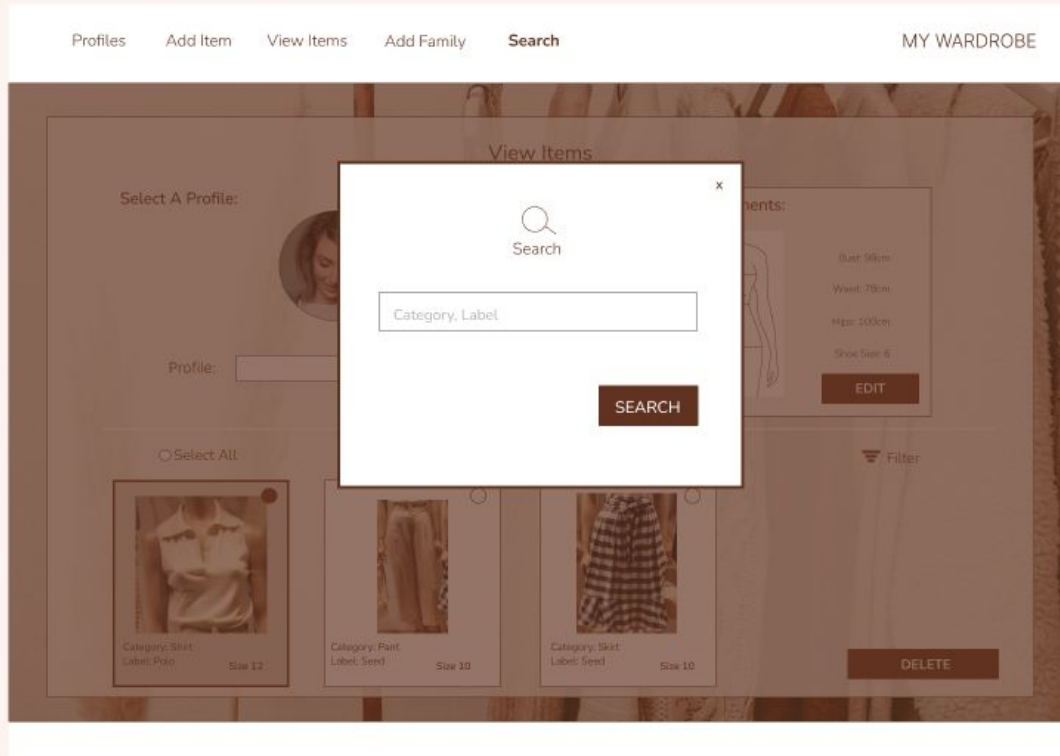 Profiles Add Item View Items Add Family Search MY WARDROBE
View Items
Select A Profile:
ments:
x
Search
Category, Label
SEARCH
Bust: 98cm
Waist: 78cm
Hips: 100cm
Shoe Size: 6
EDIT
Profile:
Select All
Filter
Category: Shirt
Label: Polo Size 12
Category: Pant
Label: Seed Size 10
Category: Skirt
Label: Seed Size 10
DELETE